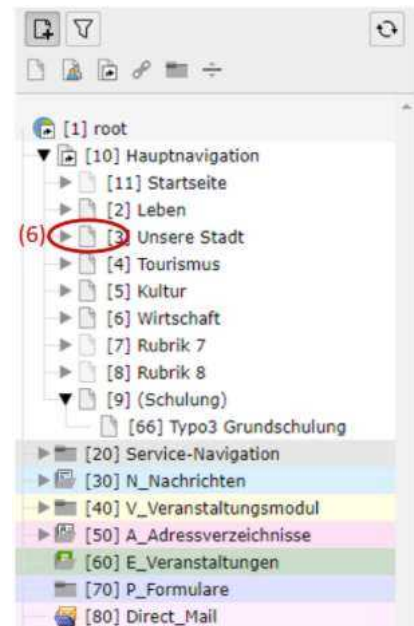 [1] root
[10] Hauptnavigation
[11] Startseite
[2] Leben
(6) [3] Unsere Stadt
[4] Tourismus
[5] Kultur
[6] Wirtschaft
[7] Rubrik 7
[8] Rubrik 8
[9] (Schulung)
[66] Typo3 Grundschulung
[20] Service-Navigation
[30] N_Nachrichten
[40] V_Veranstaltungsmodul
[50] A_Adressverzeichnisse
[60] E_Veranstaltungen
[70] P_Formulare
[80] Direct_Mail